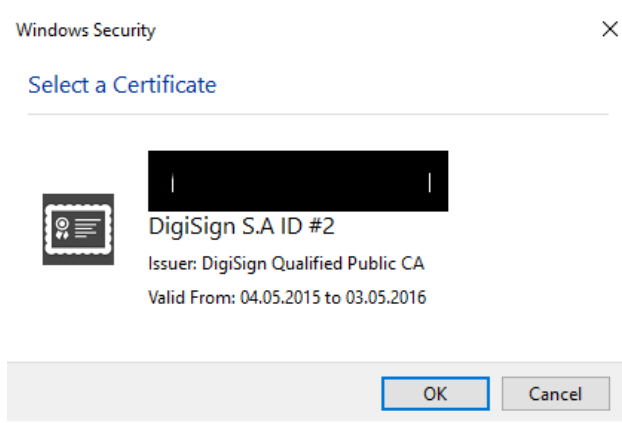 Windows Security
Select a Certificate
DigiSign S.A ID #2
Issuer: DigiSign Qualified Public CA
Valid From: 04.05.2015 to 03.05.2016
OK
Cancel